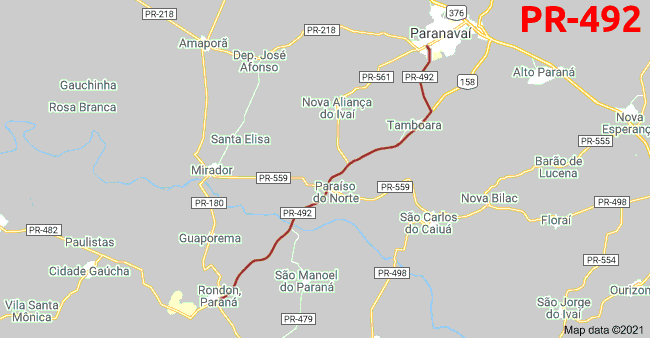 PR-492
376
PR-218
Paranavaí
PR-218
Amaporã
Dep. José
Afonso
PR-561
PR-492
158
Alto Paraná
Gauchinha
Rosa Branca
Nova Aliança
do Ivaí
Tamboara
Nova
Esperanç
PR-555
Santa Elisa
Mirador
PR-559
Paraíso
do Norte
PR-559
Barão de
Lucena
Nova Bilac
PR-498
PR-180
PR-492
São Carlos
do Caiuá
Floraí
PR-482
Paulistas
Guaporema
Cidade Gaúcha
São Manoel
do Paraná
PR-498
PR-554
Rondon,
Paraná
Vila Santa
Mônica
PR-479
São Jorge
do Ivaí
Ourizon
Map data ©2021